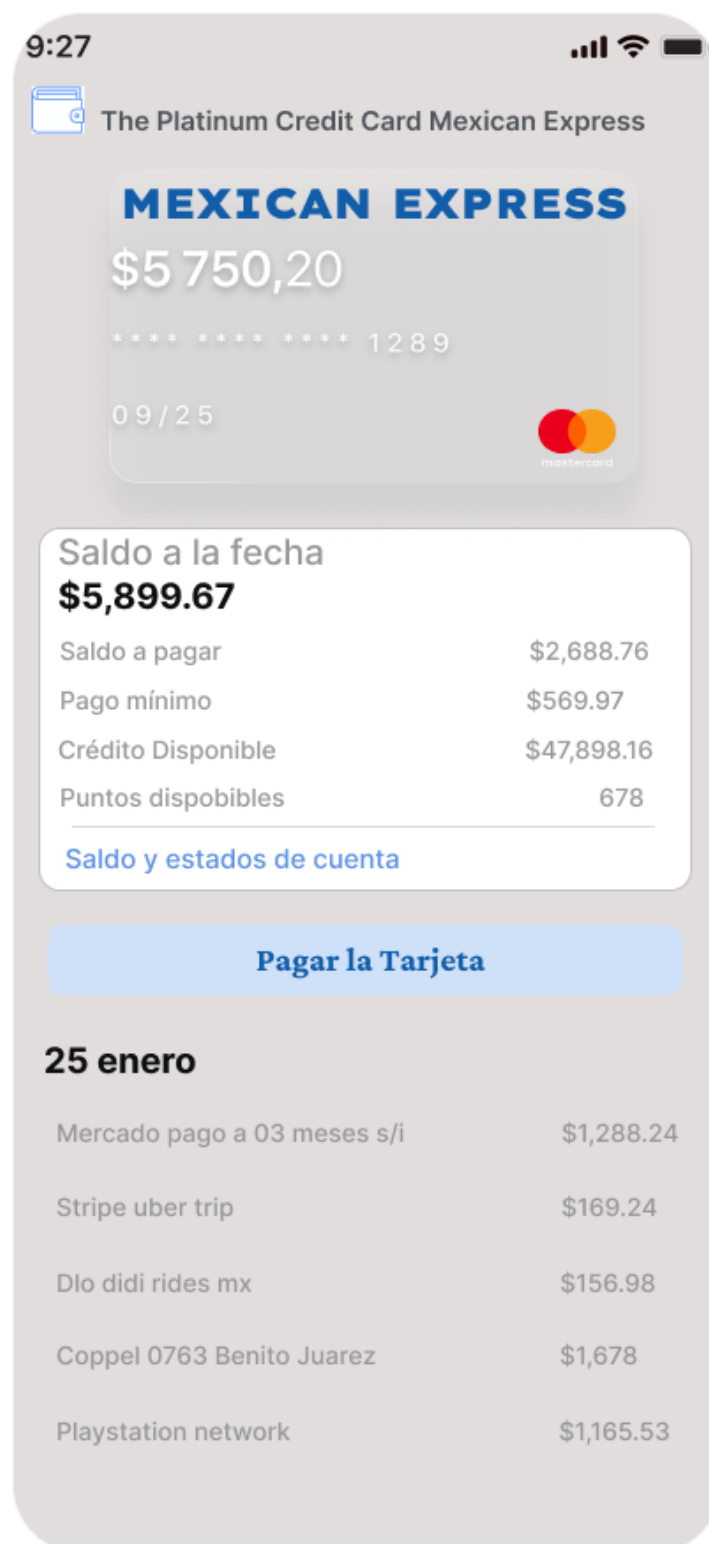 9:27
The Platinum Credit Card Mexican Express
MEXICAN EXPRESS
$5 750,20
**** **** **** 1289
09/25
mastercard
Saldo a la fecha
$5,899.67
Saldo a pagar $2,688.76
Pago mínimo $569.97
Crédito Disponible $47,898.16
Puntos dispobibles 678
Saldo y estados de cuenta
Pagar la Tarjeta
25 enero
Mercado pago a 03 meses s/i $1,288.24
Stripe uber trip $169.24
Dlo didi rides mx $156.98
Coppel 0763 Benito Juarez $1,678
Playstation network $1,165.53